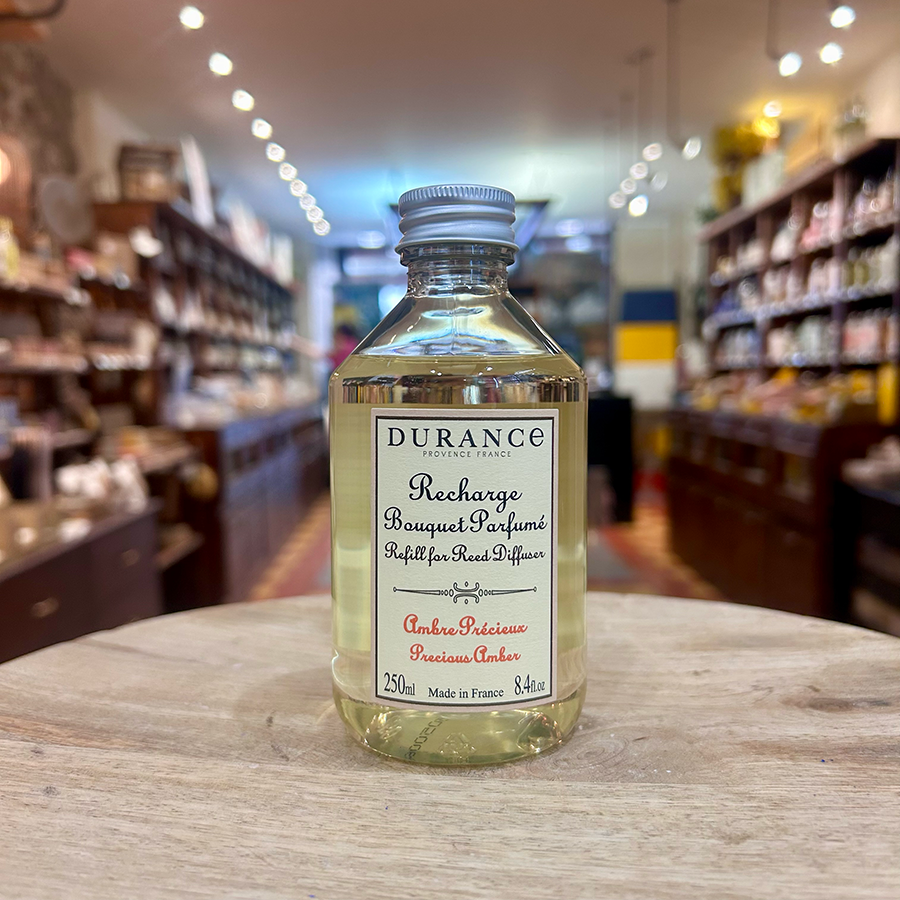 DURANCE
PROVENCE FRANCE
Recharge
Bouquet Parfumé
Refill for Reed Diffuser
Ambre Précieux
Precious Amber
250ml Made in France 8.4fl.oz